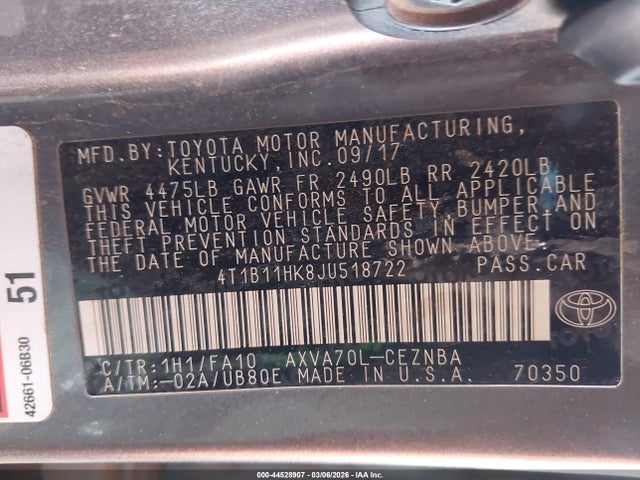 MFD.BY:TOYOTA MOTOR MANUFACTURING,
KENTUCKY,INC.09/17
GVWR 4475LB GAWR FR 2490LB RR 2420LB
THIS VEHICLE CONFORMS TO ALL APPLICABLE
FEDERAL MOTOR VEHICLE SAFETY,BUMPER,AND
THEFT PREVENTION STANDARDS IN EFFECT ON
THE DATE OF MANUFACTURE SHOWN ABOVE.
4T1B11HK8JU518722 PASS.CAR
C/TR:1H1/FA10 AXVA70L-CEZNBA
A/TM:-02A/UB80E MADE IN U.S.A. 70350
TOYOTA
51
42661-06B30
000-44528907 - 03/06/2026 - IAA Inc.